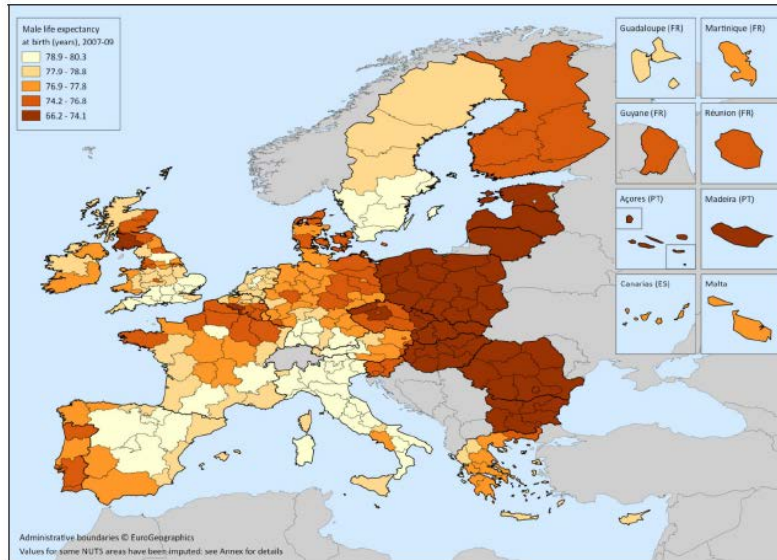 Male life expectancy
at birth (years), 2007-09
78.9 - 80.3
77.9 - 78.8
76.9 - 77.8
74.2 - 76.8
66.2 - 74.1
Guadaloupe (FR)
Martinique (FR)
Guyane (FR)
Réunion (FR)
Açores (PT)
Madeira (PT)
Canarias (ES)
Malta
Administrative boundaries © EuroGeographics
Values for some NUTS areas have been imputed: see Annex for details